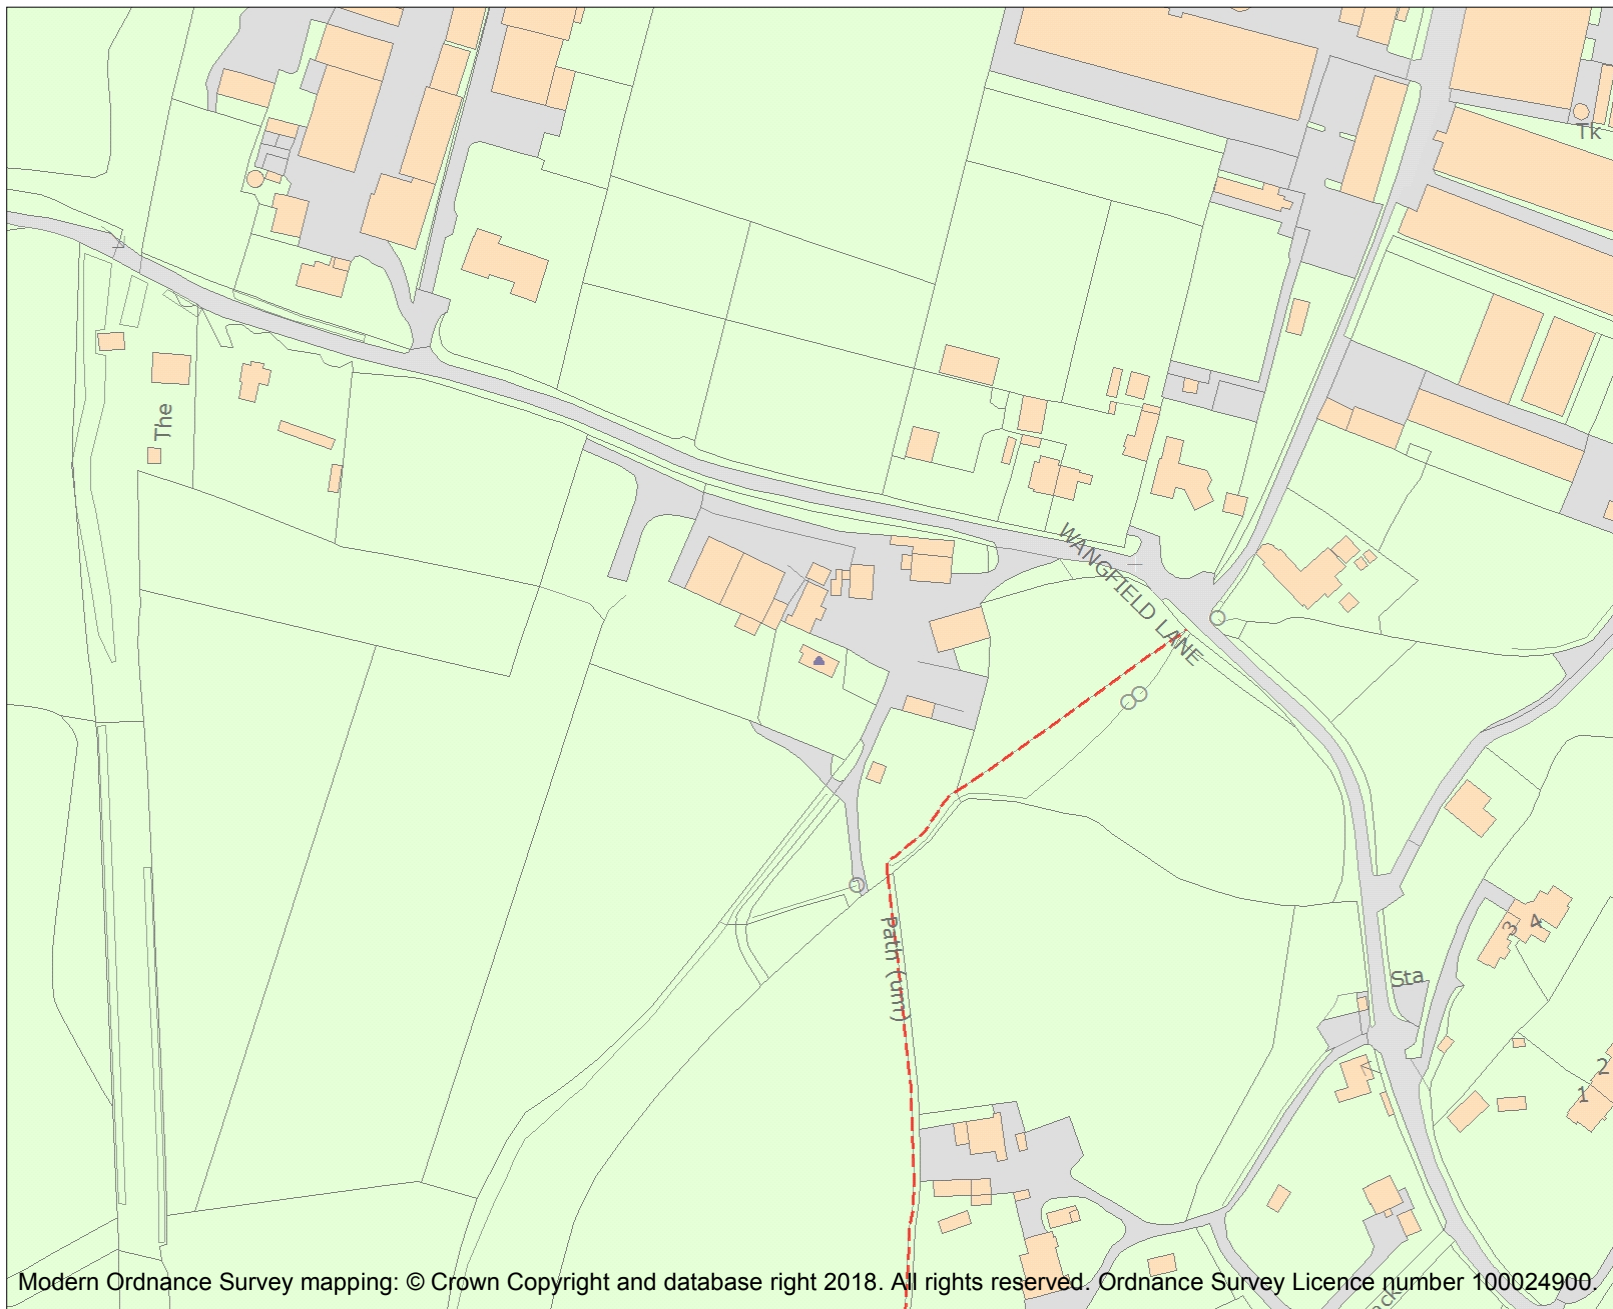 Tk
The
WANGFIELD LANE
Path (um)
3
4
Sta
2
1
Modern Ordnance Survey mapping: © Crown Copyright and database right 2018. All rights reserved. Ordnance Survey Licence number 100024900.